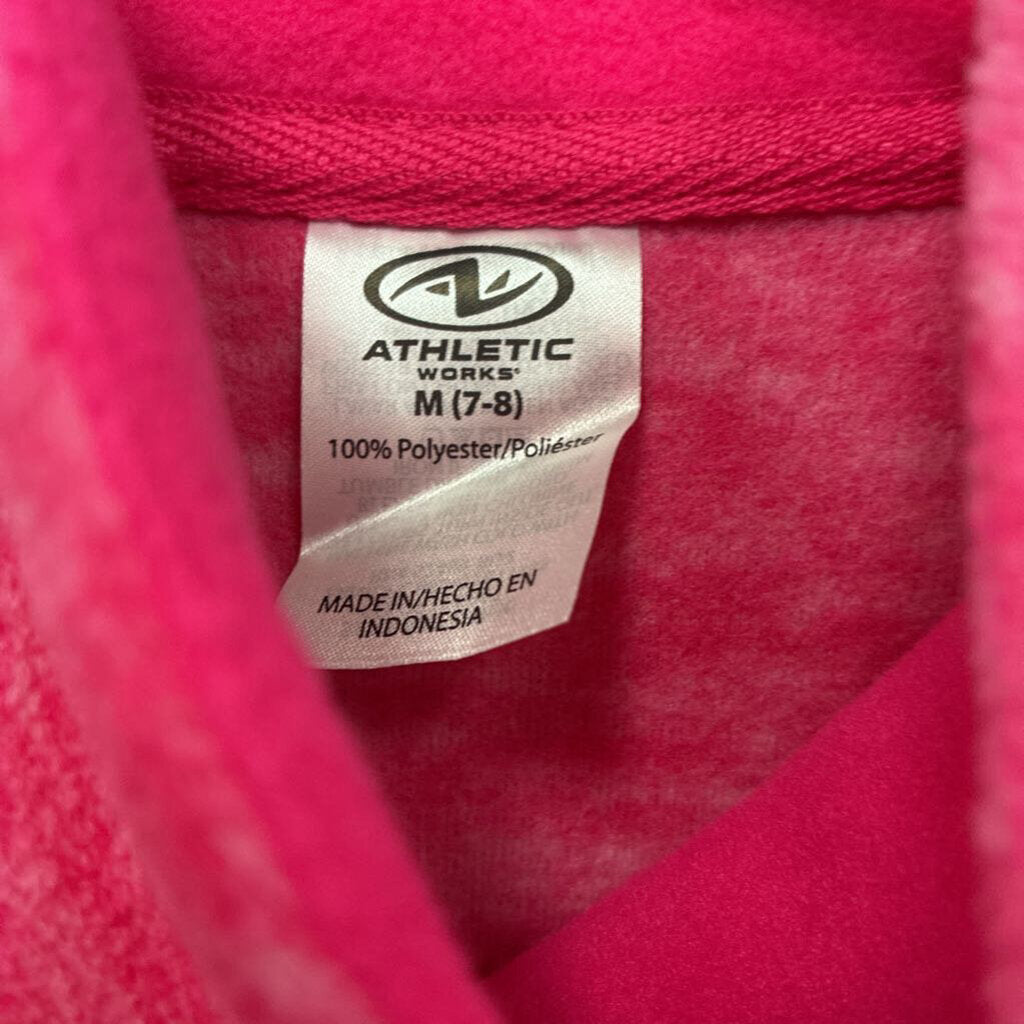 ATHLETIC
WORKS®
M (7-8)
100% Polyester/Poliéster
MADE IN/HECHO EN
INDONESIA